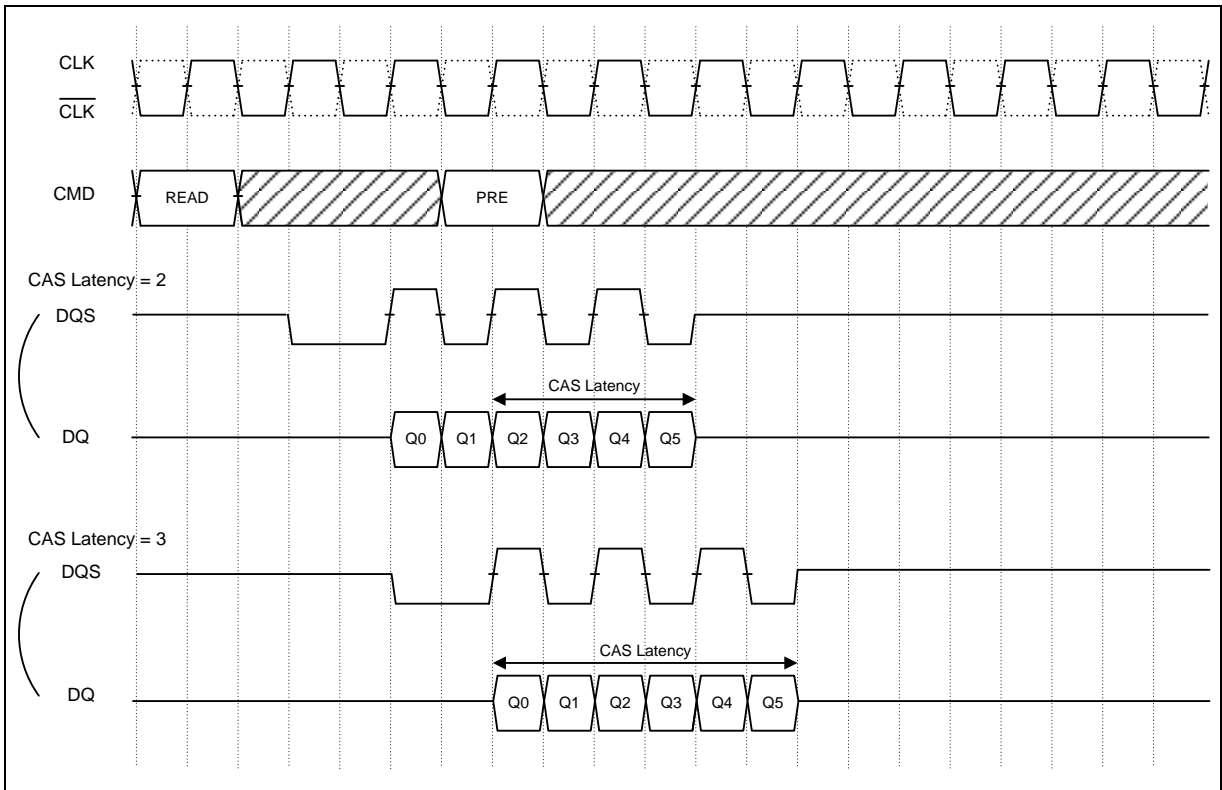 CLK
CLK
CMD
READ
PRE
CAS Latency = 2
DQS
CAS Latency
DQ
Q0 Q1 Q2 Q3 Q4 Q5
CAS Latency = 3
DQS
CAS Latency
DQ
Q0 Q1 Q2 Q3 Q4 Q5